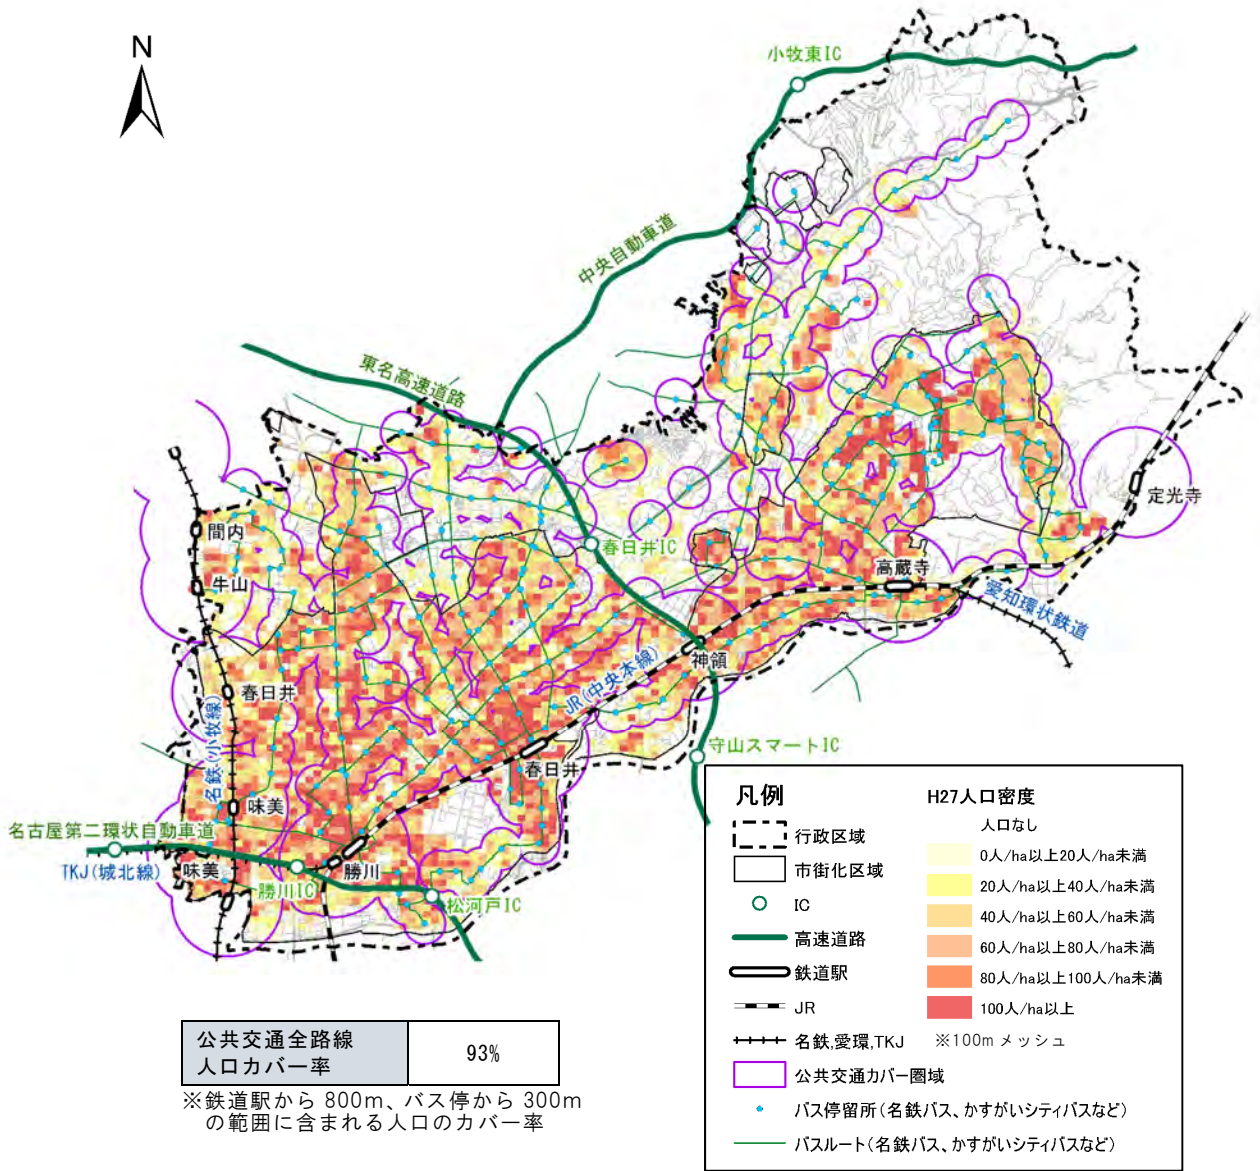 N
小牧東IC
中央自動車道
東名高速道路
定光寺
間内
春日井IC
牛山
高蔵寺
愛知環状鉄道
神領
JR(中央本線)
春日井
名鉄(小牧線)
守山スマートIC
春日井
味美
名古屋第二環状自動車道
TKJ(城北線)
味美
勝川
勝川IC
松河戸IC
凡例
行政区域
市街化区域
IC
高速道路
鉄道駅
JR
名鉄,愛環,TKJ
公共交通カバー圏域
バス停留所(名鉄バス、かすがいシティバスなど)
バスルート(名鉄バス、かすがいシティバスなど)
H27人口密度
人口なし
0人/ha以上20人/ha未満
20人/ha以上40人/ha未満
40人/ha以上60人/ha未満
60人/ha以上80人/ha未満
80人/ha以上100人/ha未満
100人/ha以上
※100m メッシュ
公共交通全路線
人口カバー率
93%
※鉄道駅から 800m、バス停から 300m
の範囲に含まれる人口のカバー率